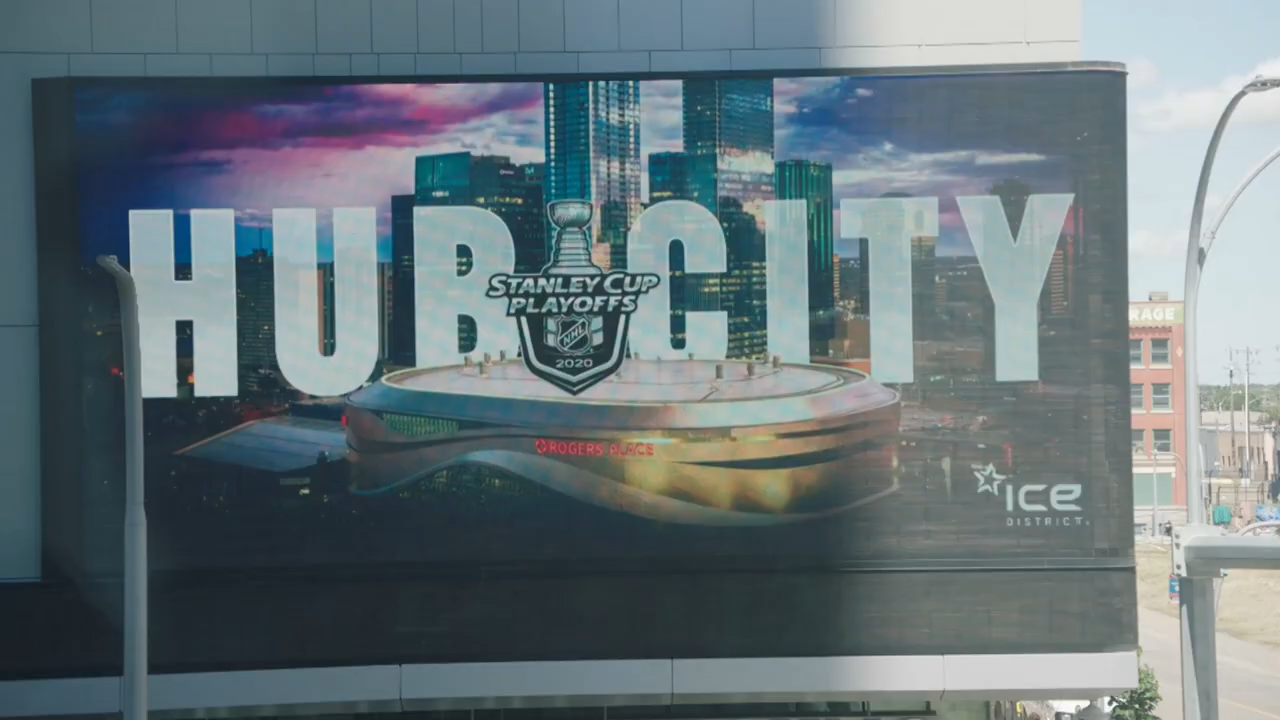 HUB CITY
STANLEY CUP
PLAYOFFS
NHL
2020
ROGERS PLACE
ICE
DISTRICT
RAGE